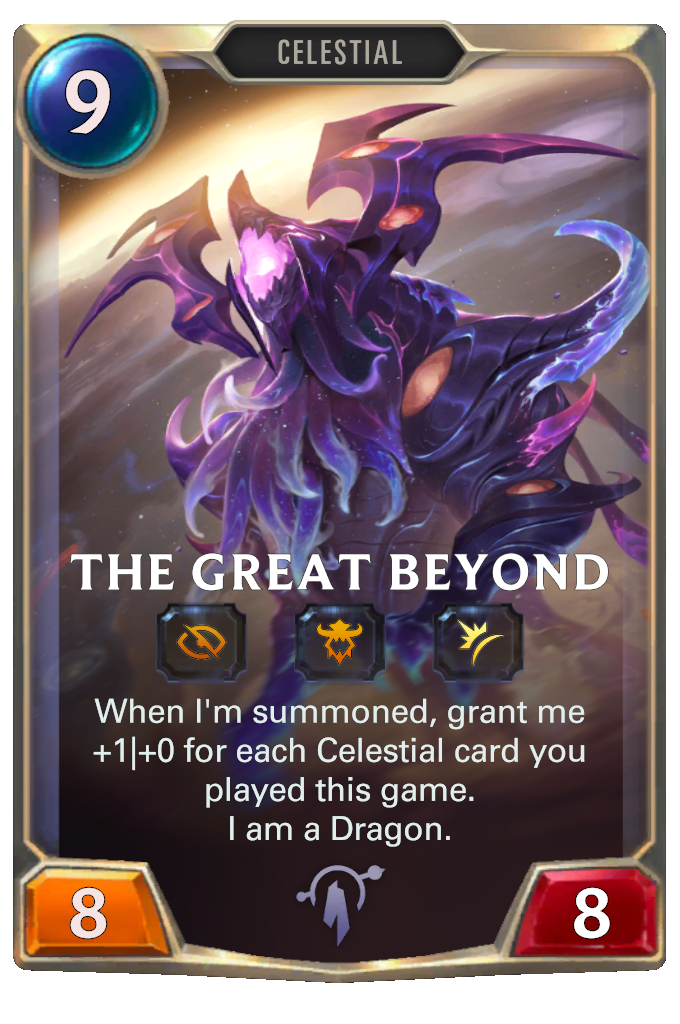 CELESTIAL
9
THE GREAT BEYOND
When I'm summoned, grant me
+1|+0 for each Celestial card you
played this game.
I am a Dragon.
8
8